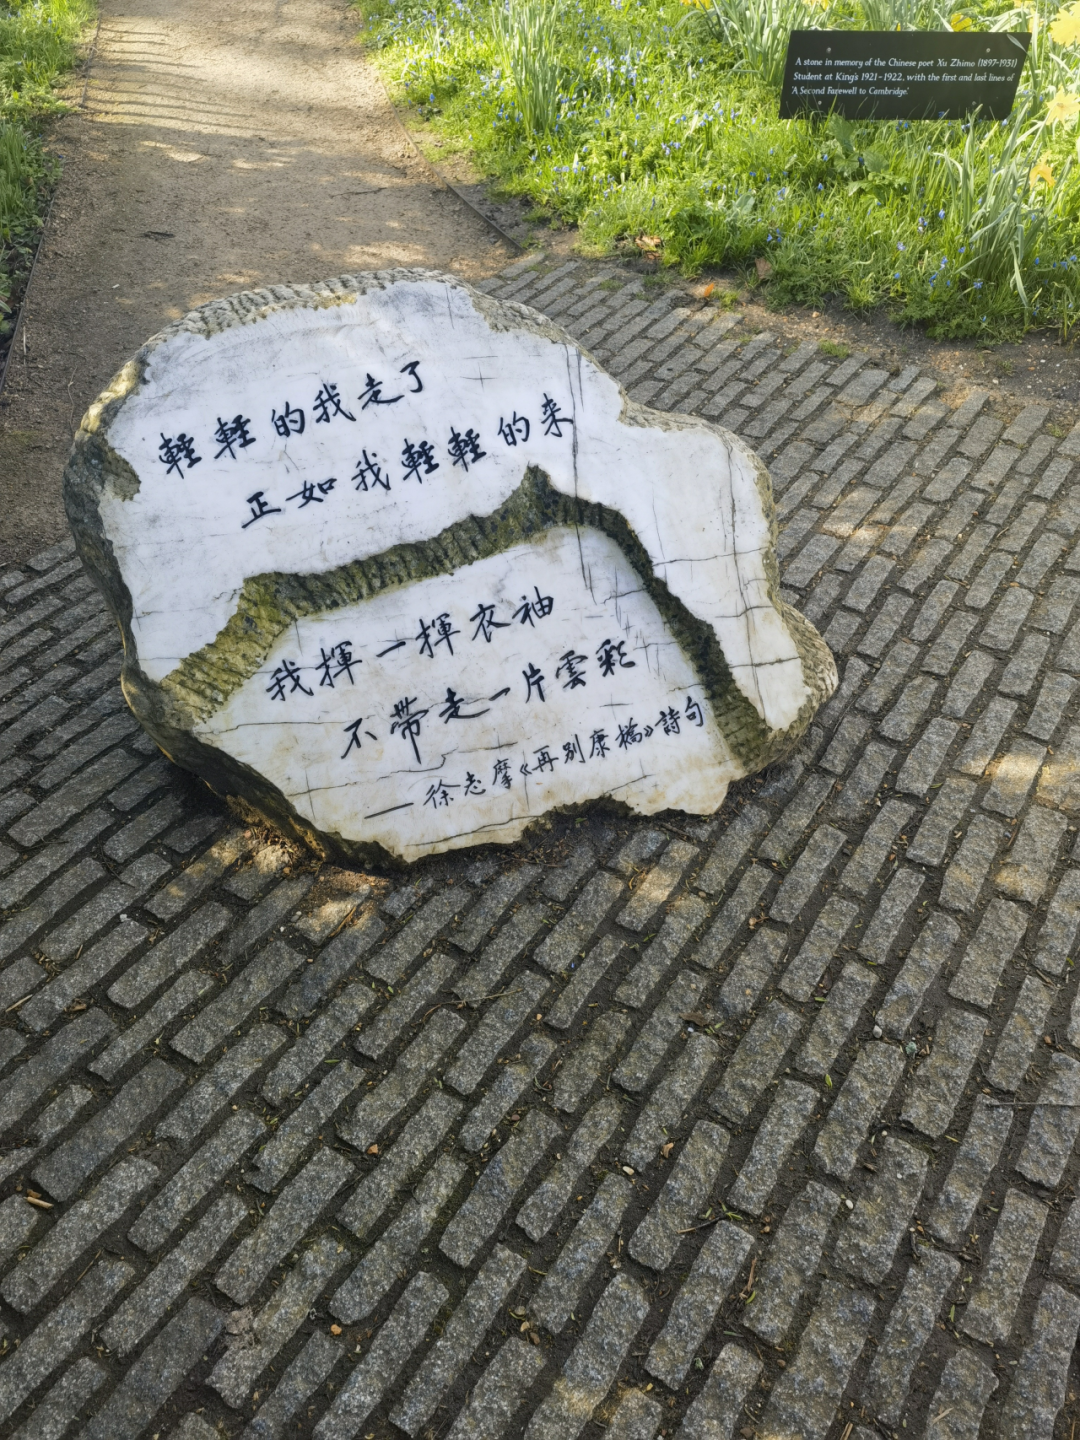 輕輕的我走了
正如我輕輕的来
我揮一揮衣袖
不帶走一片雲彩
——徐志摩《再別康橋》詩句
A stone in memory of the Chinese poet Xu Zhimo (1897-1931)
Student at King's 1921-1922, with the first and last lines of
'A Second Farewell to Cambridge.'